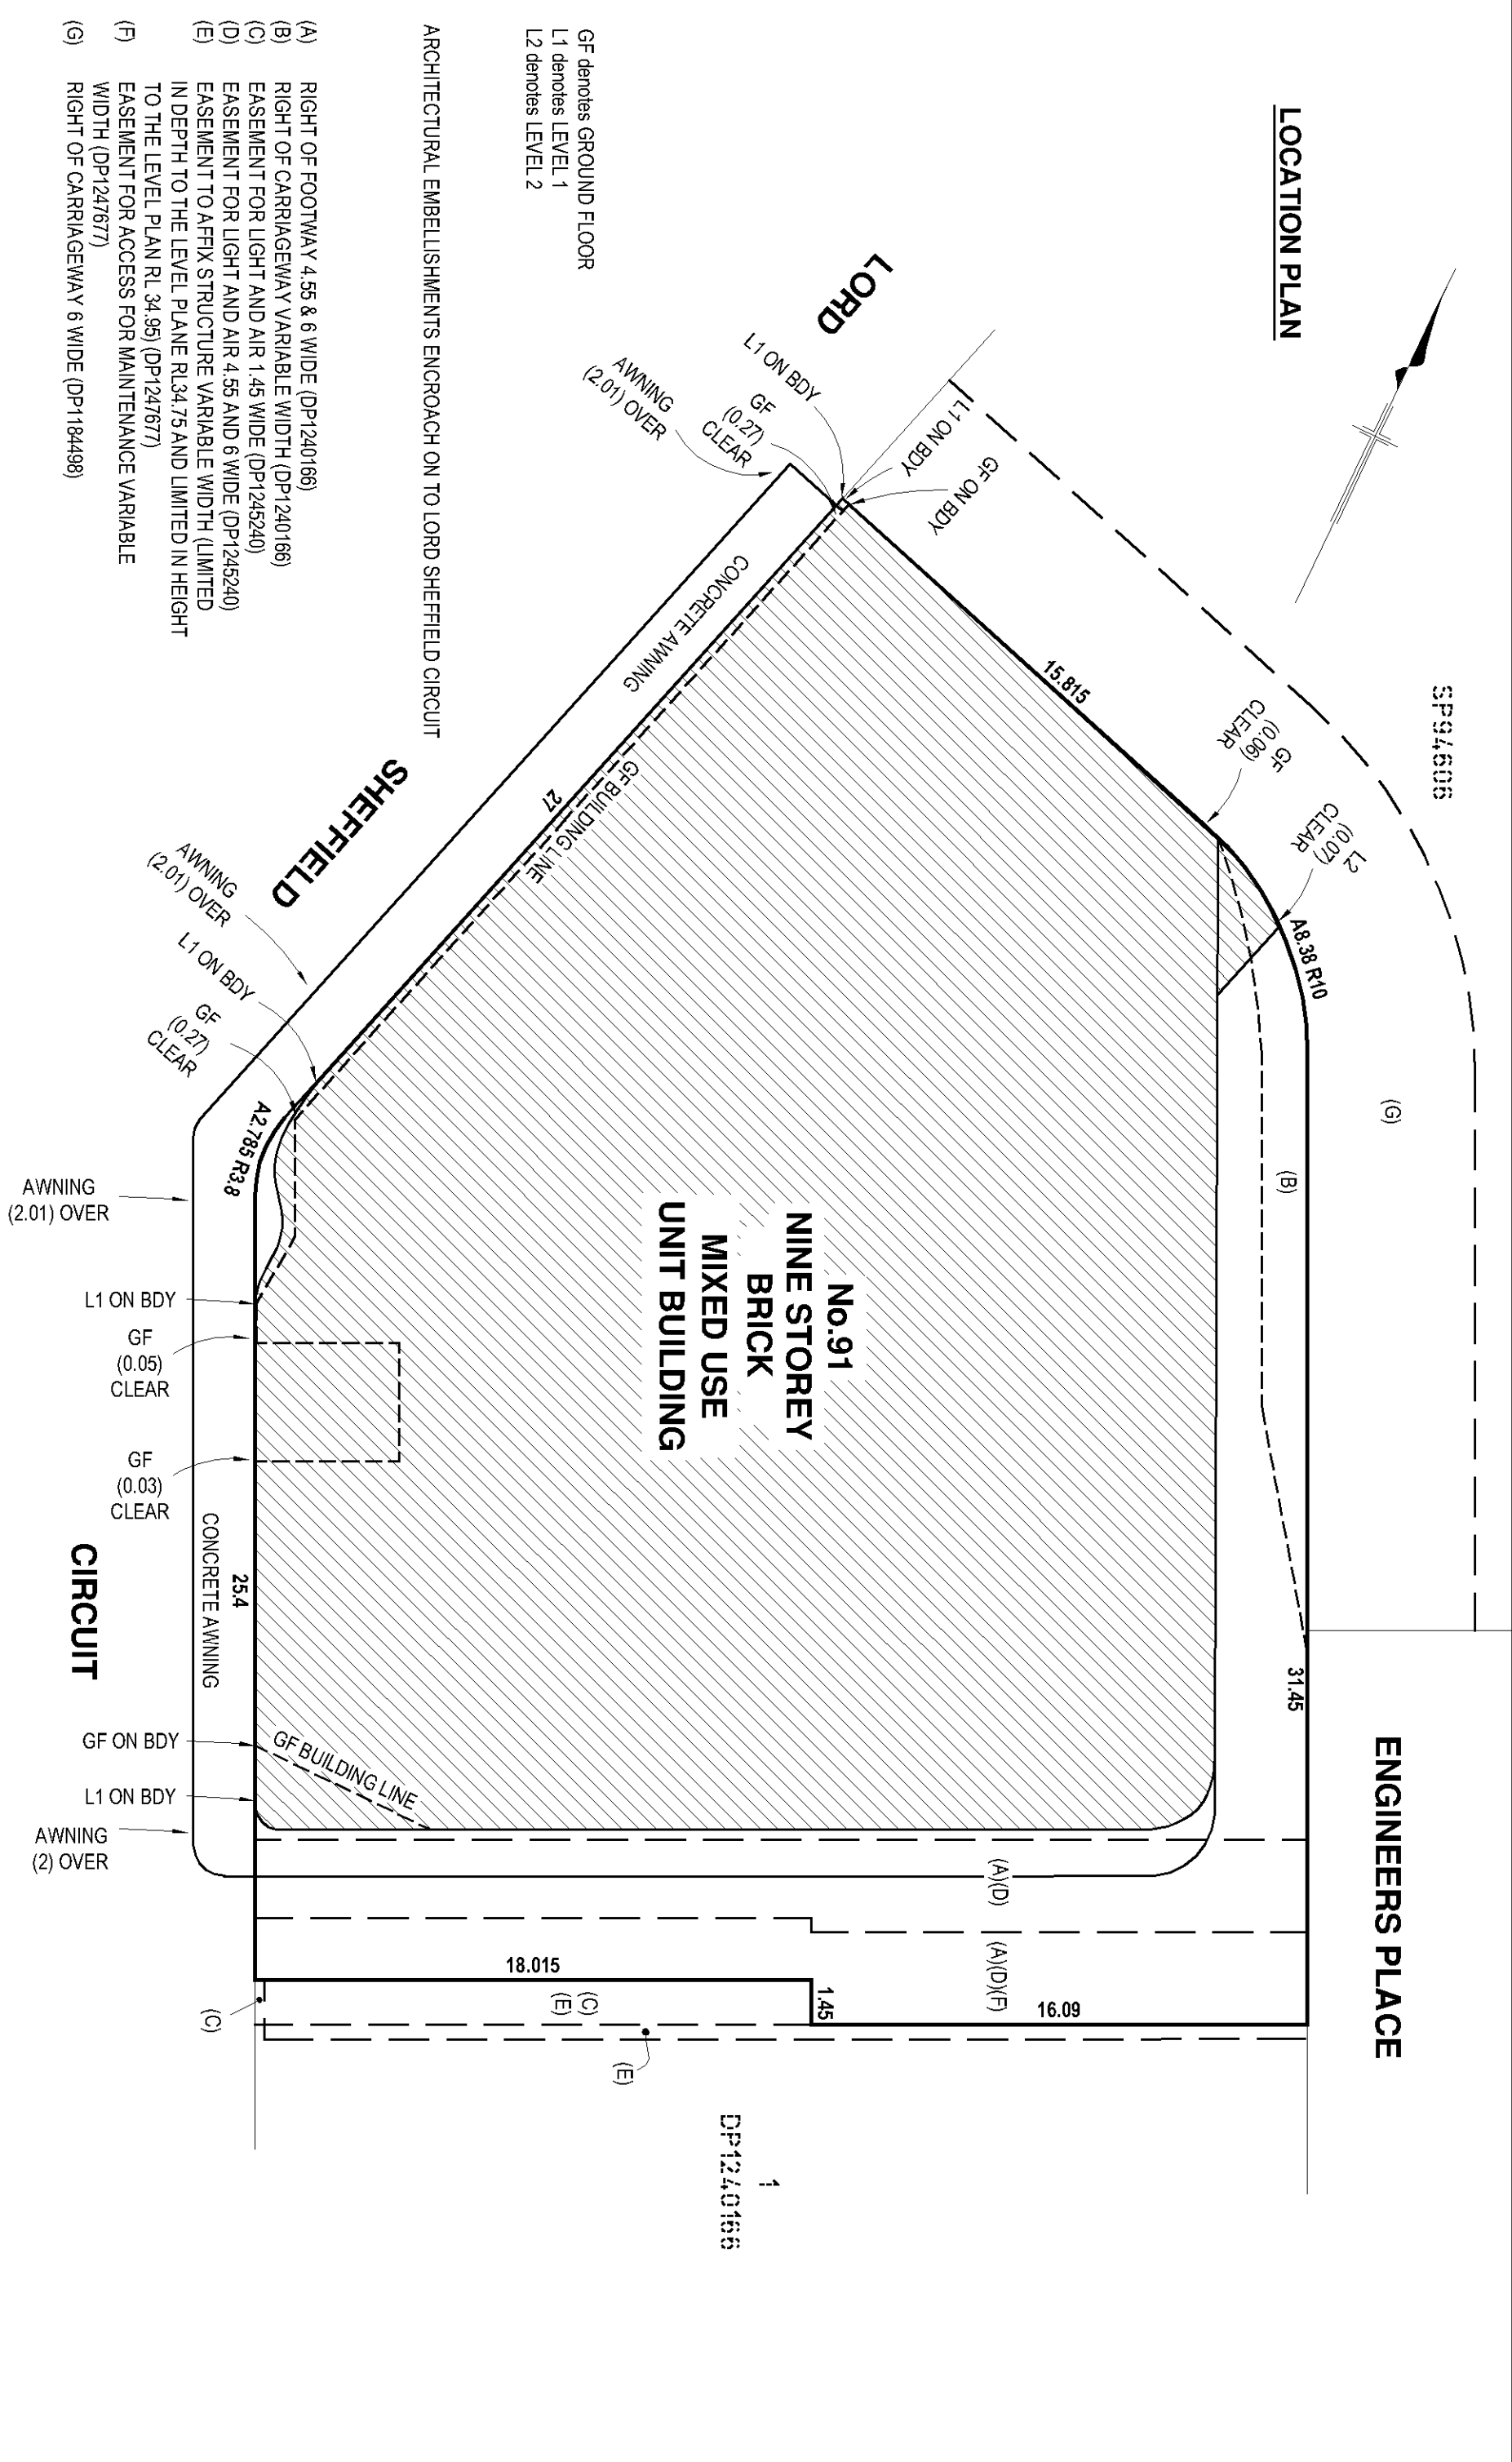 LOCATION PLAN
SP94606
ENGINEERS PLACE
LORD
SHEFFIELD
CIRCUIT
L1 ON BDY
GF ON BDY
L1 ON BDY
GF
(0.27)
CLEAR
AWNING
(2.01) OVER
15.815
GF
(0.06)
CLEAR
L2
(0.07)
CLEAR
A8.38 R10
(G)
(B)
31.45
CONCRETE AWNING
27
GF BUILDING LINE
No.91
NINE STOREY
BRICK
MIXED USE
UNIT BUILDING
AWNING
(2.01) OVER
L1 ON BDY
GF
(0.27)
CLEAR
A2.785 R3.8
AWNING
(2.01) OVER
L1 ON BDY
GF
(0.05)
CLEAR
GF
(0.03)
CLEAR
CONCRETE AWNING
25.4
GF ON BDY
GF BUILDING LINE
L1 ON BDY
AWNING
(2) OVER
(A)(D)
(A)(D)(F)
18.015
1.45
16.09
(C)
(C)
(E)
(E)
1
DP1240166
GF denotes GROUND FLOOR
L1 denotes LEVEL 1
L2 denotes LEVEL 2
ARCHITECTURAL EMBELLISHMENTS ENCROACH ON TO LORD SHEFFIELD CIRCUIT
(A) RIGHT OF FOOTWAY 4.55 & 6 WIDE (DP1240166)
(B) RIGHT OF CARRIAGEWAY VARIABLE WIDTH (DP1240166)
(C) EASEMENT FOR LIGHT AND AIR 1.45 WIDE (DP1245240)
(D) EASEMENT FOR LIGHT AND AIR 4.55 AND 6 WIDE (DP1245240)
(E) EASEMENT TO AFFIX STRUCTURE VARIABLE WIDTH (LIMITED
IN DEPTH TO THE LEVEL PLANE RL34.75 AND LIMITED IN HEIGHT
TO THE LEVEL PLAN RL 34.95) (DP1247677)
(F) EASEMENT FOR ACCESS FOR MAINTENANCE VARIABLE
WIDTH (DP1247677)
(G) RIGHT OF CARRIAGEWAY 6 WIDE (DP1184498)